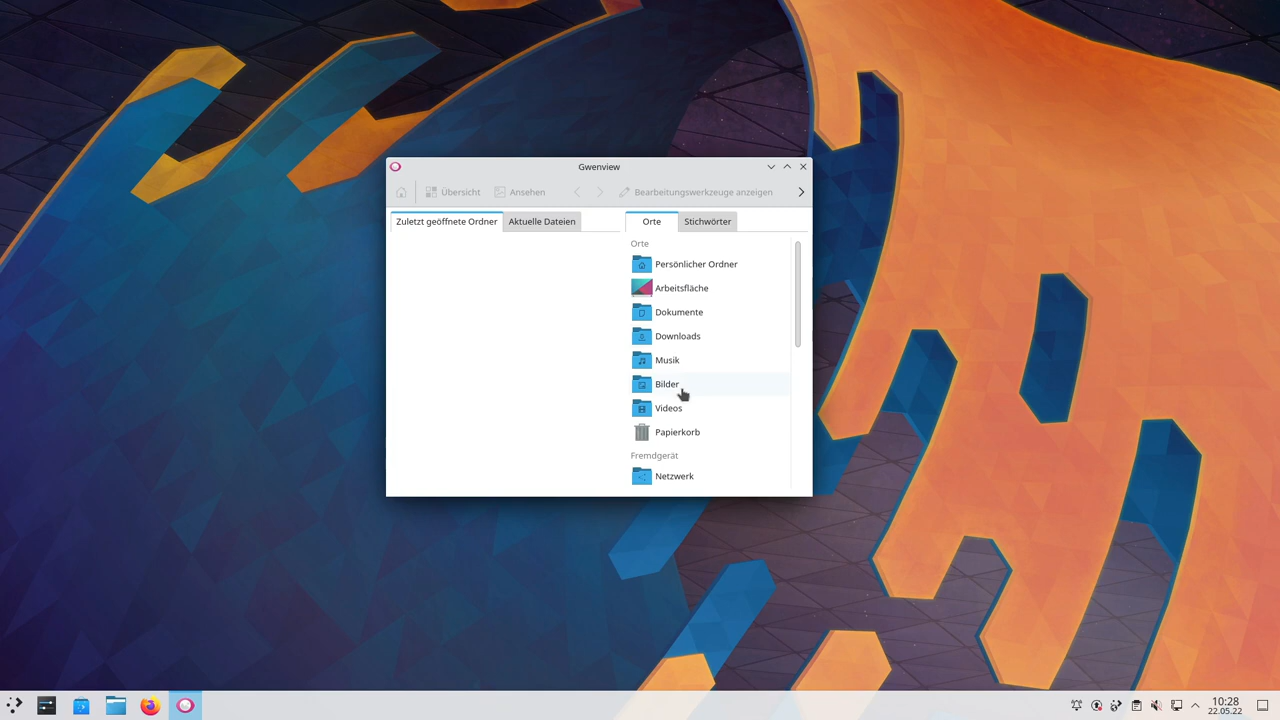 Gwenview
Übersicht
Ansehen
Bearbeitungswerkzeuge anzeigen
Zuletzt geöffnete Ordner
Aktuelle Dateien
Orte
Stichwörter
Orte
Persönlicher Ordner
Arbeitsfläche
Dokumente
Downloads
Musik
Bilder
Videos
Papierkorb
Fremdgerät
Netzwerk
10:28
22.05.22